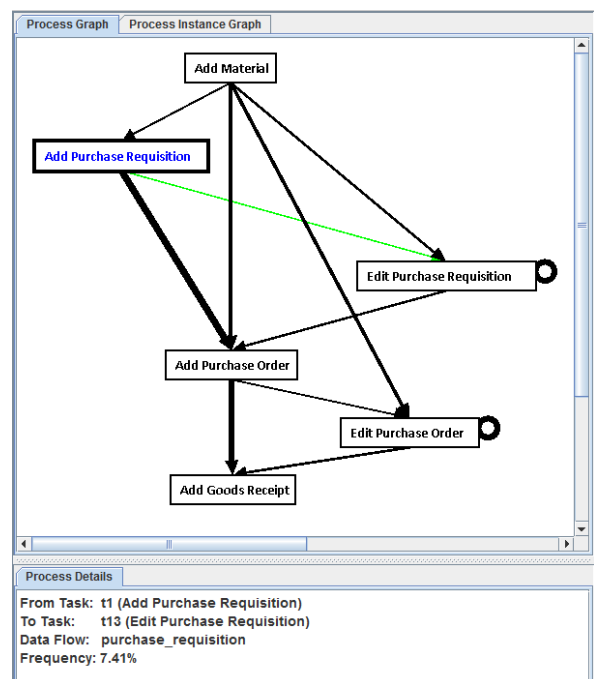 Process Graph Process Instance Graph
Add Material
Add Purchase Requisition
Edit Purchase Requisition
Add Purchase Order
Edit Purchase Order
Add Goods Receipt
Process Details
From Task: t1 (Add Purchase Requisition)
To Task: t13 (Edit Purchase Requisition)
Data Flow: purchase_requisition
Frequency: 7.41%